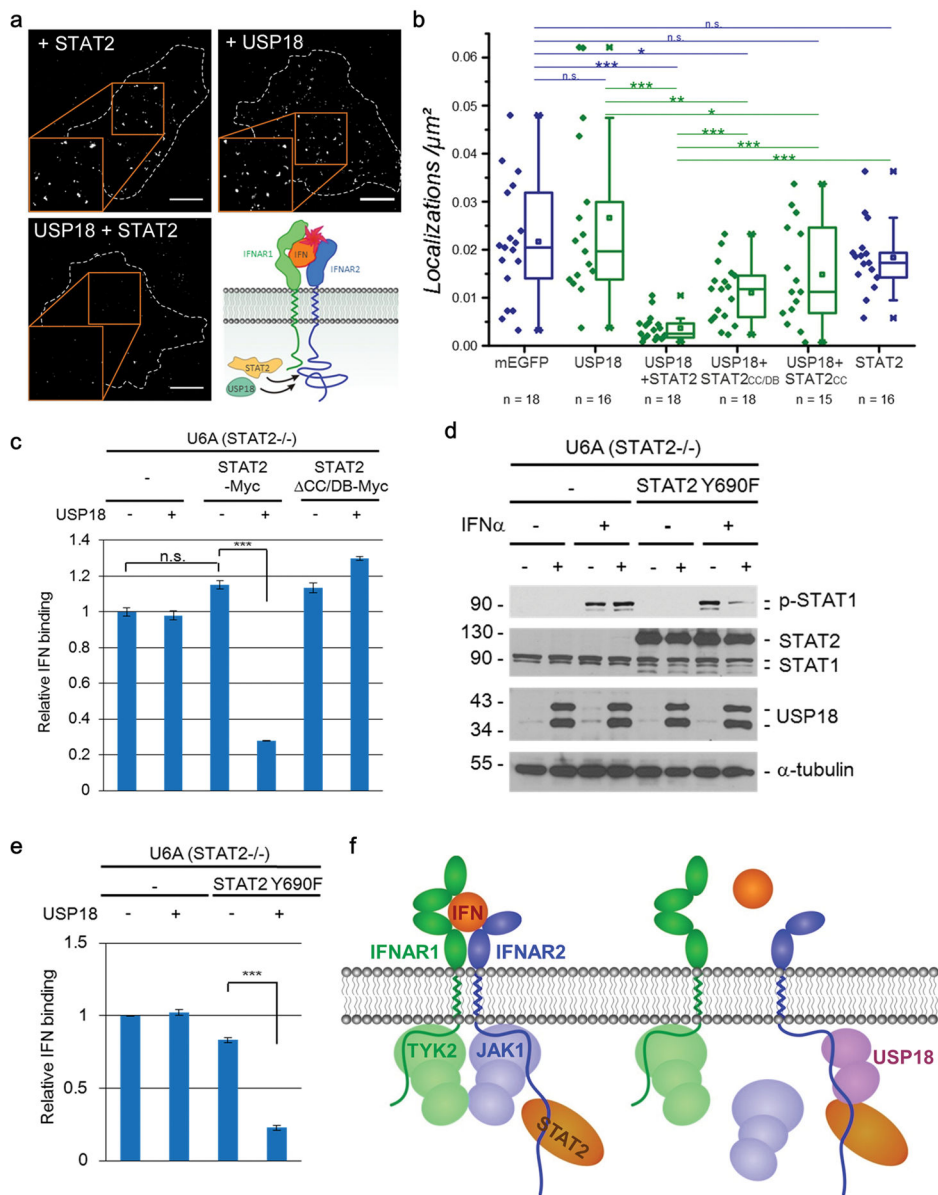 a
+ STAT2
+ USP18
USP18 + STAT2
IFNAR1
IFN
IFNAR2
STAT2
USP18
b
Localizations /µm²
0.06
0.05
0.04
0.03
0.02
0.01
0.00
n.s.
n.s.
*
***
n.s.
***
**
*
***
***
***
mEGFP
USP18
USP18 +STAT2
USP18+ STAT2CC/DB
USP18+ STAT2CC
STAT2
n = 18
n = 16
n = 18
n = 18
n = 15
n = 16
c
U6A (STAT2-/-)
-
STAT2 -Myc
STAT2 ΔCC/DB-Myc
USP18 - + - + - +
Relative IFN binding
1.4
1.2
1
0.8
0.6
0.4
0.2
0
n.s.
***
d
U6A (STAT2-/-)
-
STAT2 Y690F
IFNα - + - +
- + - + - + - +
90 -
p-STAT1
130 -
STAT2
90 -
STAT1
43 -
34 -
USP18
55 -
- α-tubulin
e
U6A (STAT2-/-)
-
STAT2 Y690F
USP18 - + - +
Relative IFN binding
1.5
1
0.5
0
***
f
IFN
IFNAR1
IFNAR2
TYK2
JAK1
STAT2
USP18